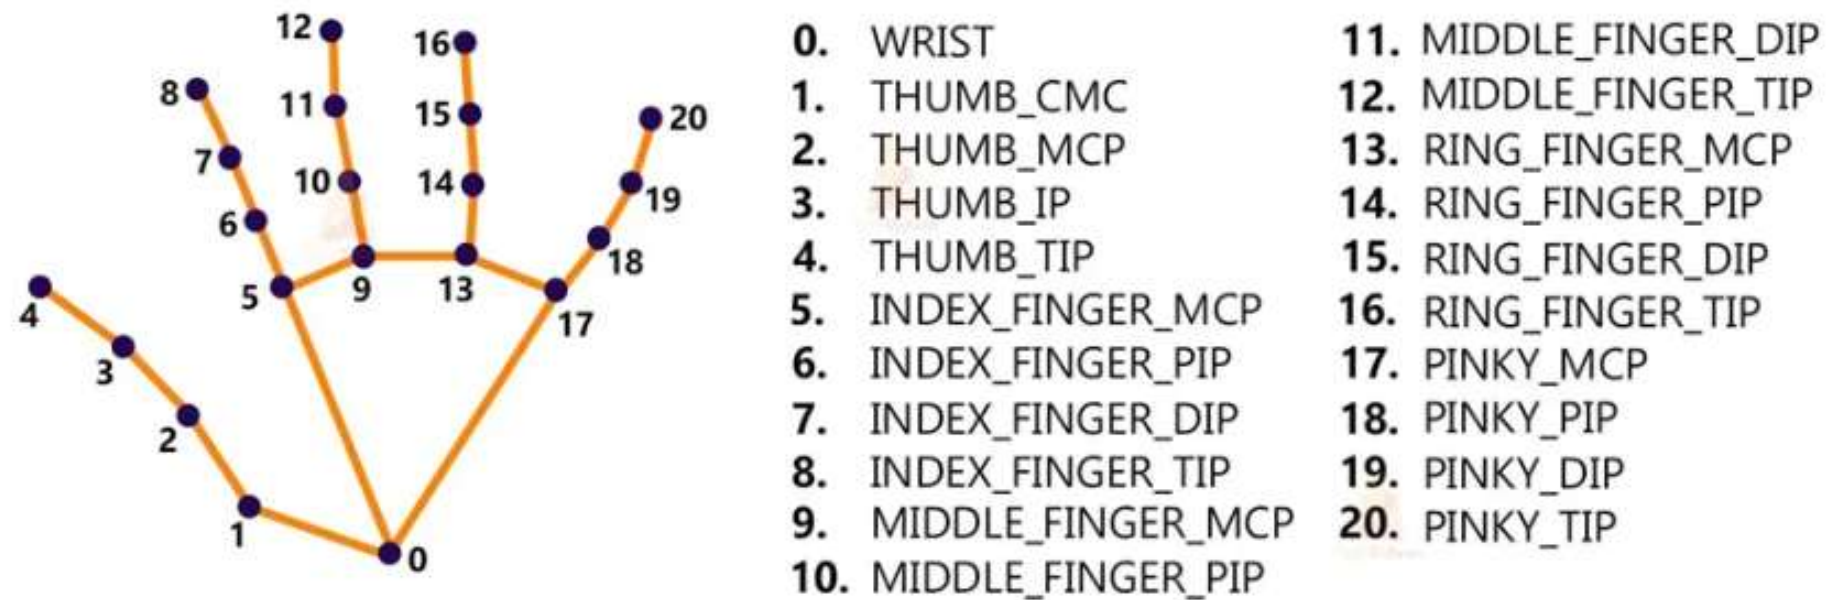 12
16
8
11
15
20
7
10
14
19
6
18
5
9
13
17
4
3
2
1
0
0. WRIST
1. THUMB_CMC
2. THUMB_MCP
3. THUMB_IP
4. THUMB_TIP
5. INDEX_FINGER_MCP
6. INDEX_FINGER_PIP
7. INDEX_FINGER_DIP
8. INDEX_FINGER_TIP
9. MIDDLE_FINGER_MCP
10. MIDDLE_FINGER_PIP
11. MIDDLE_FINGER_DIP
12. MIDDLE_FINGER_TIP
13. RING_FINGER_MCP
14. RING_FINGER_PIP
15. RING_FINGER_DIP
16. RING_FINGER_TIP
17. PINKY_MCP
18. PINKY_PIP
19. PINKY_DIP
20. PINKY_TIP